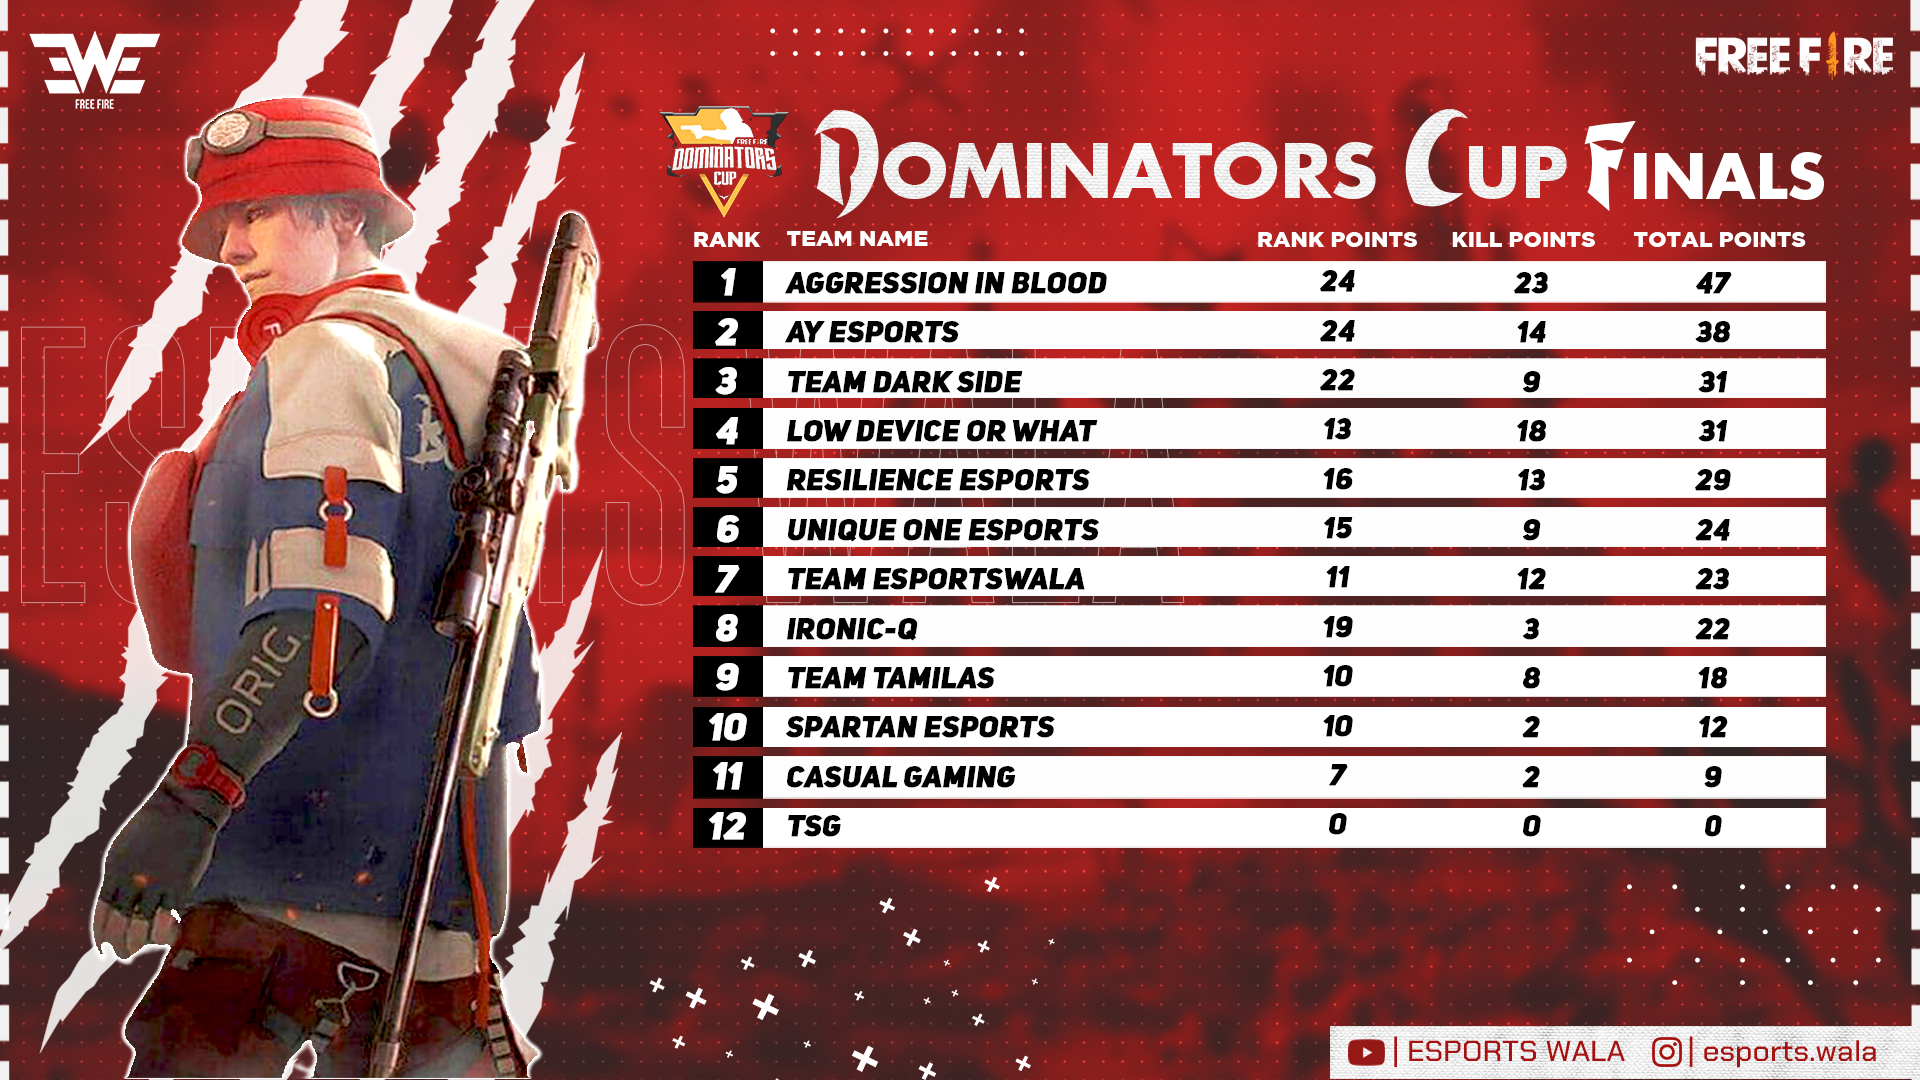 EWE
FREE FIRE
FREE FIRE
FREE FIRE
DOMINATORS
CUP
DOMINATORS CUP FINALS
RANK TEAM NAME RANK POINTS KILL POINTS TOTAL POINTS
1 AGGRESSION IN BLOOD 24 23 47
2 AY ESPORTS 24 14 38
3 TEAM DARK SIDE 22 9 31
4 LOW DEVICE OR WHAT 13 18 31
5 RESILIENCE ESPORTS 16 13 29
6 UNIQUE ONE ESPORTS 15 9 24
7 TEAM ESPORTSWALA 11 12 23
8 IRONIC-Q 19 3 22
9 TEAM TAMILAS 10 8 18
10 SPARTAN ESPORTS 10 2 12
11 CASUAL GAMING 7 2 9
12 TSG 0 0 0
ESPORTS WALA
ORIG
| ESPORTS WALA | esports.wala